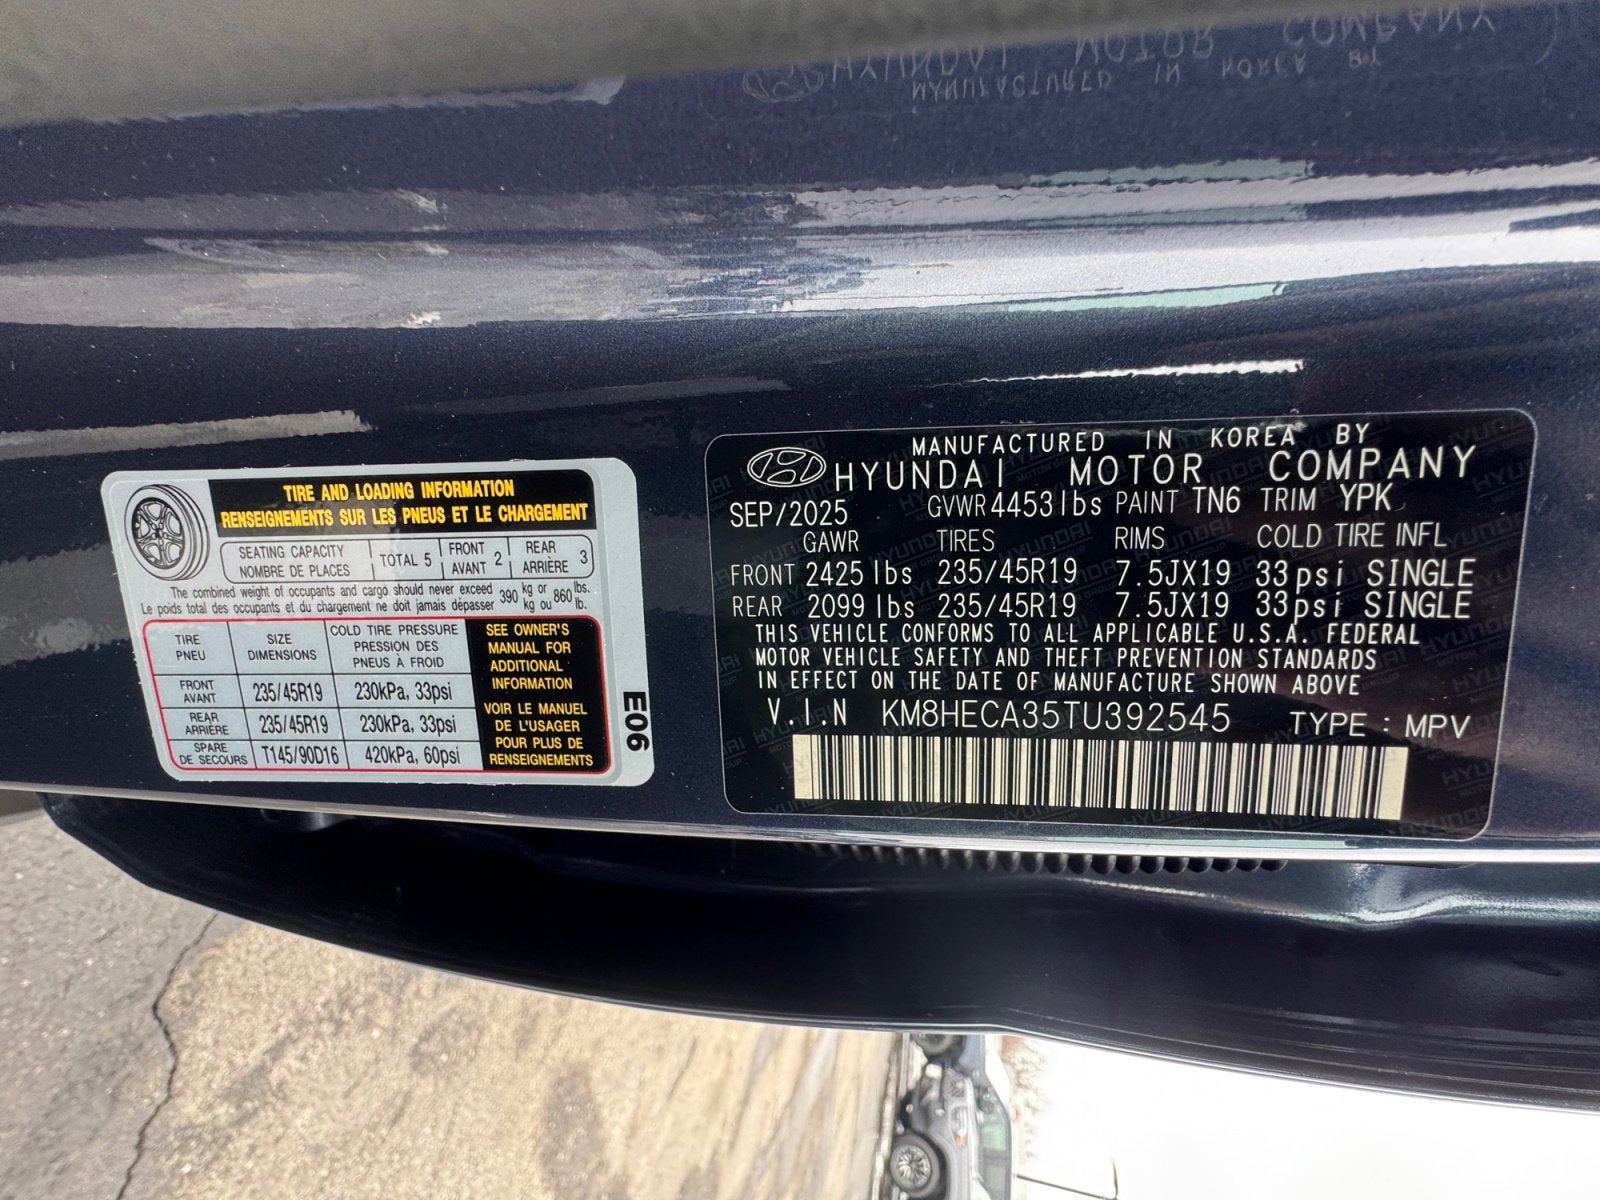 TIRE AND LOADING INFORMATION
RENSEIGNEMENTS SUR LES PNEUS ET LE CHARGEMENT
SEATING CAPACITY
NOMBRE DE PLACES
TOTAL 5
FRONT
AVANT 2
REAR
ARRIÈRE 3
The combined weight of occupants and cargo should never exceed 390 kg or 860 lbs.
Le poids total des occupants et du chargement ne doit jamais dépasser 390 kg ou 860 lb.
TIRE
PNEU
SIZE
DIMENSIONS
COLD TIRE PRESSURE
PRESSION DES
PNEUS À FROID
FRONT
AVANT
235/45R19
230kPa, 33psi
REAR
ARRIÈRE
235/45R19
230kPa, 33psi
SPARE
DE SECOURS
T145/90D16
420kPa, 60psi
SEE OWNER'S
MANUAL FOR
ADDITIONAL
INFORMATION
VOIR LE MANUEL
DE L'USAGER
POUR PLUS DE
RENSEIGNEMENTS
E06
MANUFACTURED IN KOREA BY
HYUNDAI MOTOR COMPANY
SEP/2025 GVWR 4453 lbs PAINT TN6 TRIM YPK
GAWR TIRES RIMS COLD TIRE INFL
FRONT 2425 lbs 235/45R19 7.5JX19 33psi SINGLE
REAR 2099 lbs 235/45R19 7.5JX19 33psi SINGLE
THIS VEHICLE CONFORMS TO ALL APPLICABLE U.S.A. FEDERAL
MOTOR VEHICLE SAFETY AND THEFT PREVENTION STANDARDS
IN EFFECT ON THE DATE OF MANUFACTURE SHOWN ABOVE
V.I.N KM8HECA35TU392545 TYPE : MPV